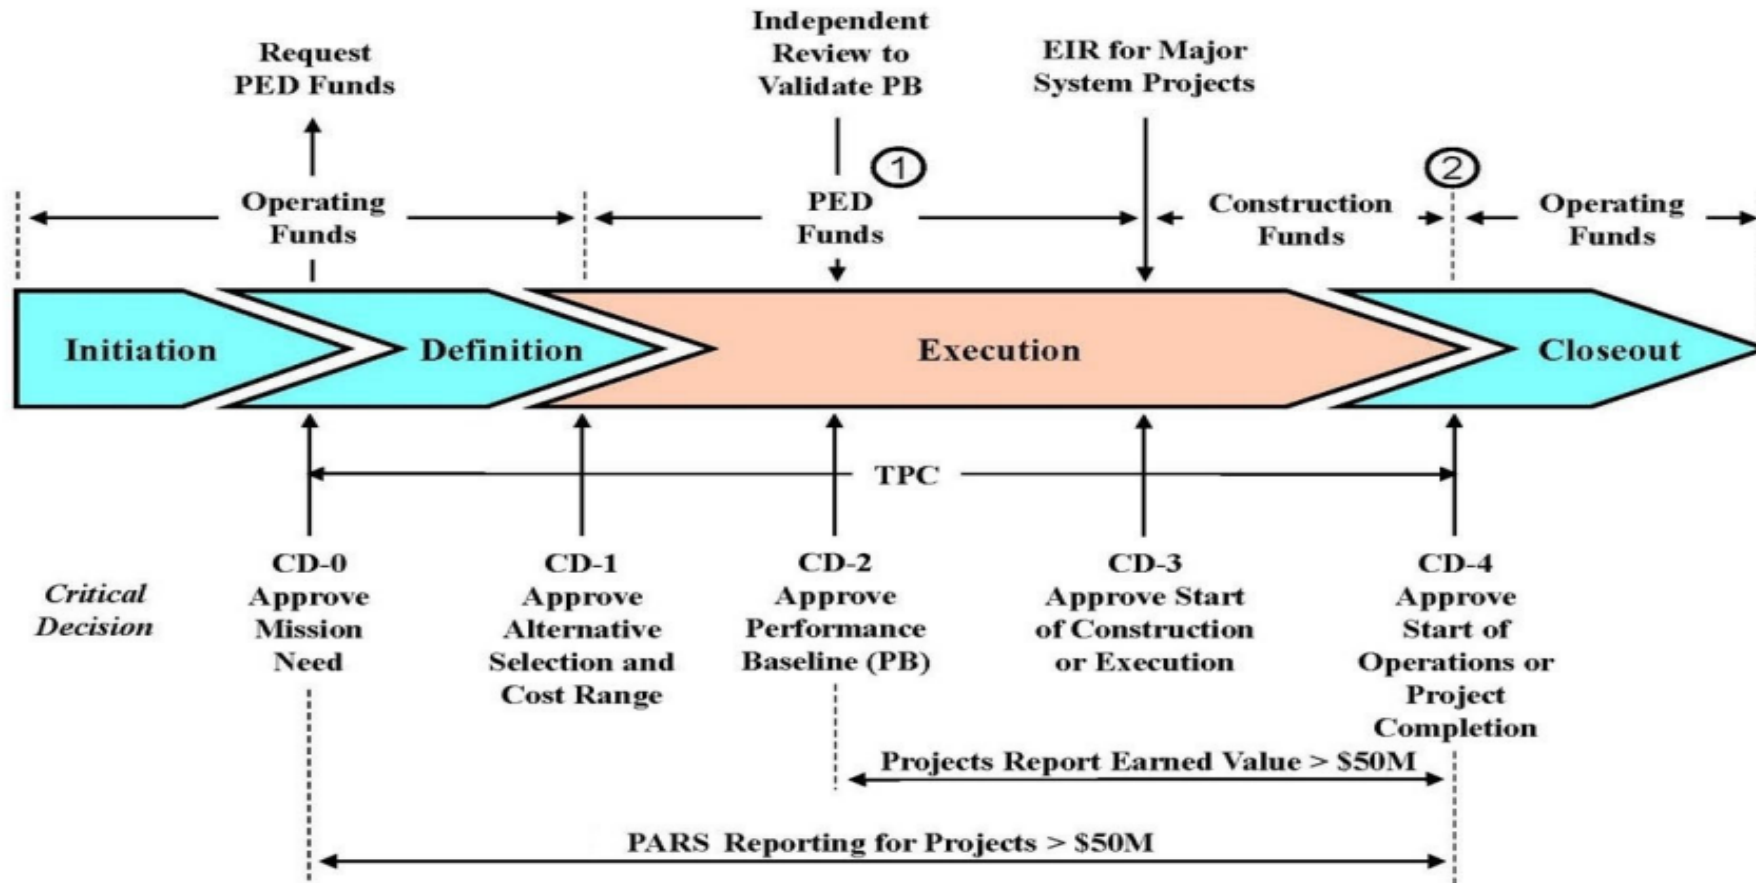 Request
PED Funds
Independent
Review to
Validate PB
EIR for Major
System Projects
1
2
Operating
Funds
PED
Funds
Construction
Funds
Operating
Funds
Initiation
Definition
Execution
Closeout
TPC
Critical
Decision
CD-0
Approve
Mission
Need
CD-1
Approve
Alternative
Selection and
Cost Range
CD-2
Approve
Performance
Baseline (PB)
CD-3
Approve Start
of Construction
or Execution
CD-4
Approve
Start of
Operations or
Project
Completion
Projects Report Earned Value > $50M
PARS Reporting for Projects > $50M